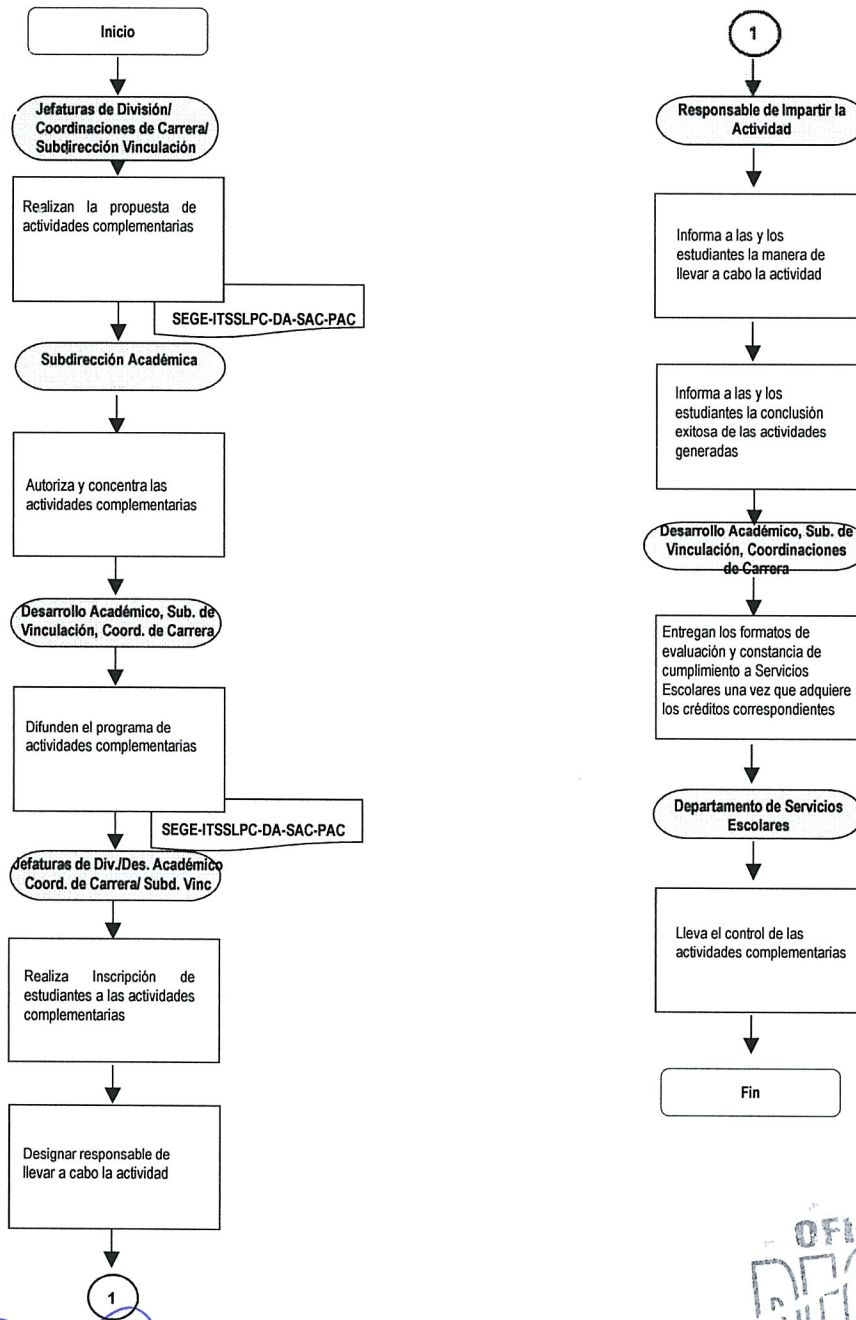 Inicio
Jefaturas de División/
Coordinaciones de Carrera/
Subdirección Vinculación
Realizan la propuesta de
actividades complementarias
SEGE-ITSSLPC-DA-SAC-PAC
Subdirección Académica
Autoriza y concentra las
actividades complementarias
Desarrollo Académico, Sub. de
Vinculación, Coord. de Carrera
Difunden el programa de
actividades complementarias
SEGE-ITSSLPC-DA-SAC-PAC
Jefaturas de Div./Des. Académico
Coord. de Carrera/ Subd. Vinc
Realiza Inscripción de
estudiantes a las actividades
complementarias
Designar responsable de
llevar a cabo la actividad
1
1
Responsable de Impartir la
Actividad
Informa a las y los
estudiantes la manera de
llevar a cabo la actividad
Informa a las y los
estudiantes la conclusión
exitosa de las actividades
generadas
Desarrollo Académico, Sub. de
Vinculación, Coordinaciones
de Carrera
Entregan los formatos de
evaluación y constancia de
cumplimiento a Servicios
Escolares una vez que adquiere
los créditos correspondientes
Departamento de Servicios
Escolares
Lleva el control de las
actividades complementarias
Fin